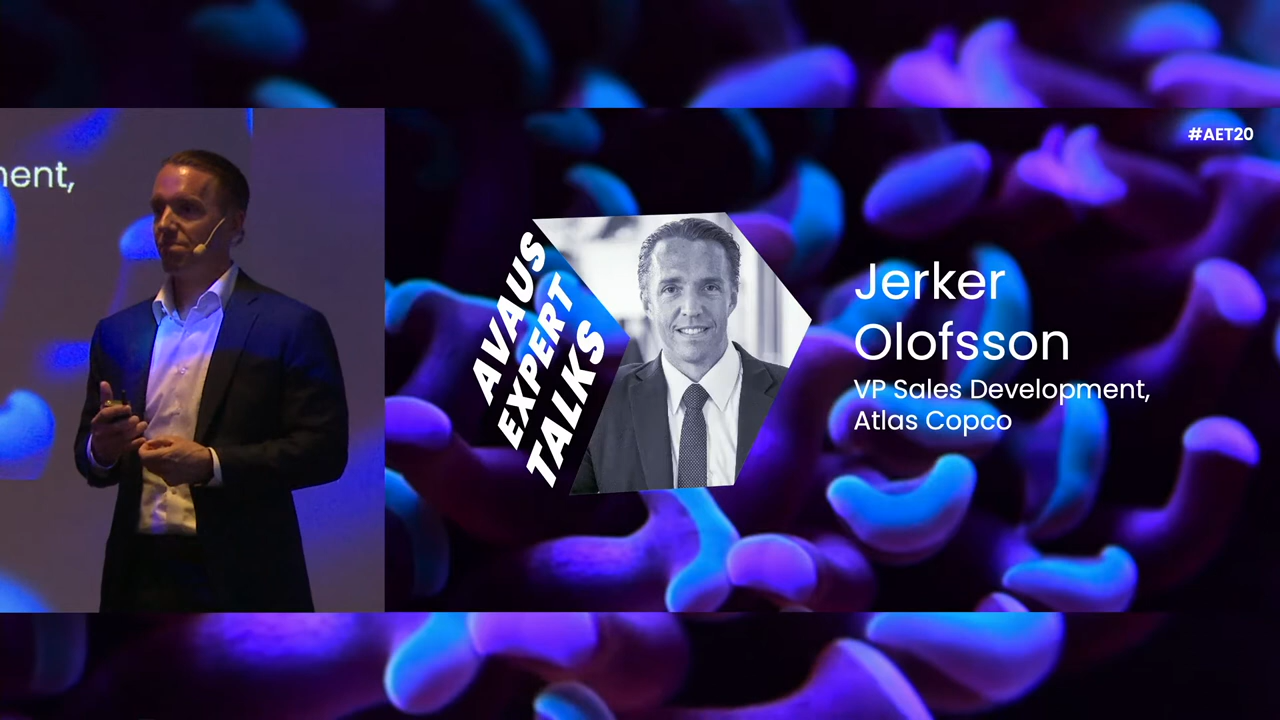 ment,
#AET20
AVAUS
EXPERT
TALKS
Jerker
Olofsson
VP Sales Development,
Atlas Copco